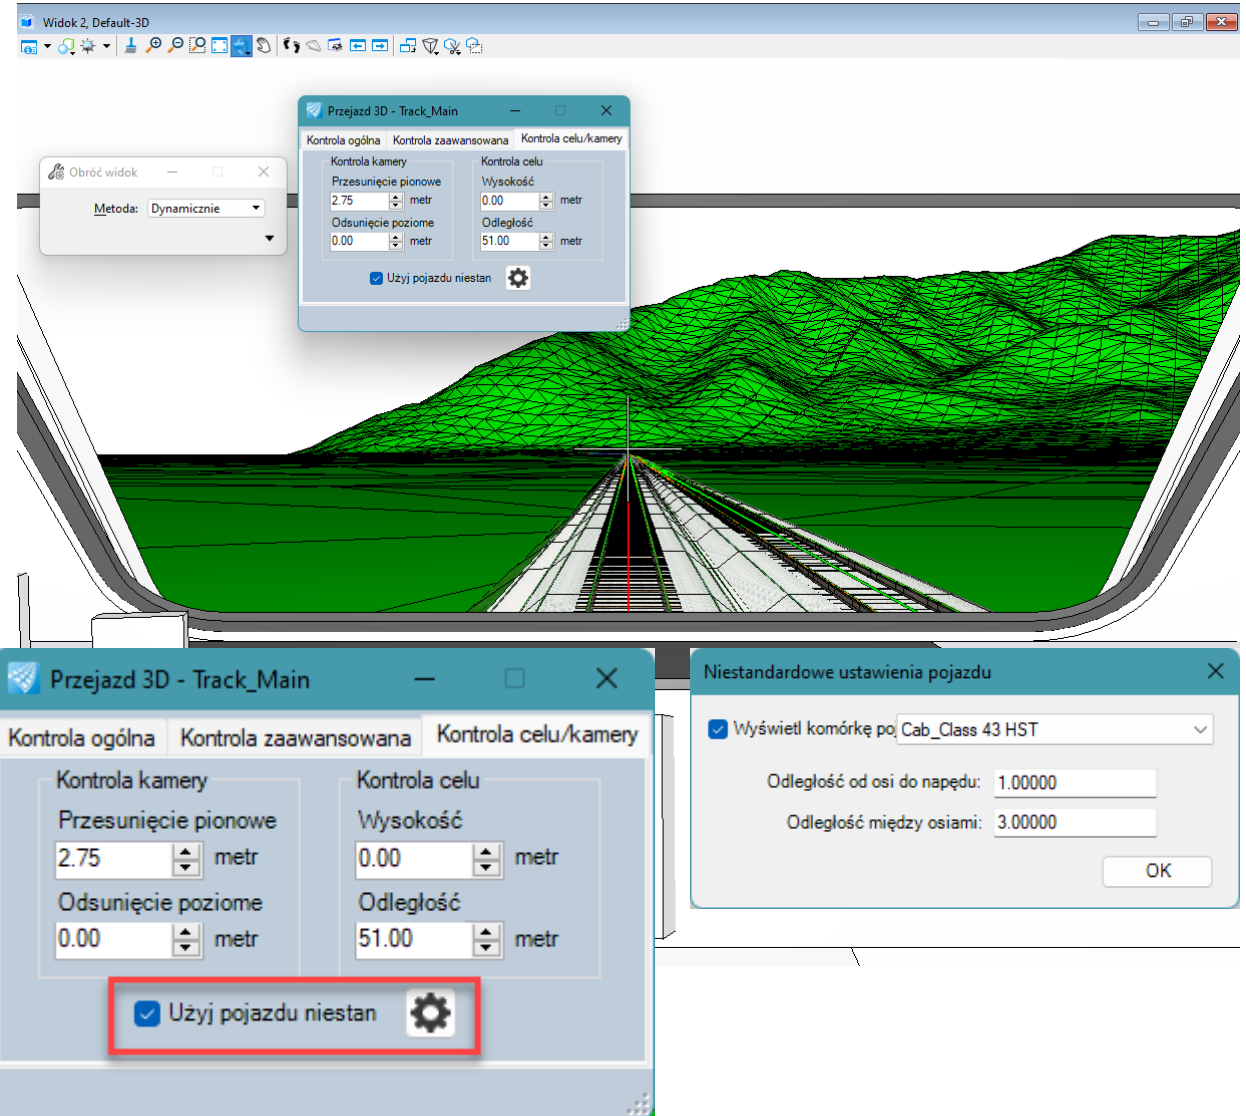 Widok 2, Default-3D
Przejazd 3D - Track_Main
Kontrola ogólna Kontrola zaawansowana Kontrola celu/kamery
Kontrola kamery Kontrola celu
Przesunięcie pionowe Wysokość
2.75 metr 0.00 metr
Odsunięcie poziome Odległość
0.00 metr 51.00 metr
Użyj pojazdu niestan
Obróć widok
Metoda: Dynamicznie
Przejazd 3D - Track_Main
Kontrola ogólna Kontrola zaawansowana Kontrola celu/kamery
Kontrola kamery Kontrola celu
Przesunięcie pionowe Wysokość
2.75 metr 0.00 metr
Odsunięcie poziome Odległość
0.00 metr 51.00 metr
Użyj pojazdu niestan
Niestandardowe ustawienia pojazdu
Wyświetl komórkę poj Cab_Class 43 HST
Odległość od osi do napędu: 1.00000
Odległość między osiami: 3.00000
OK